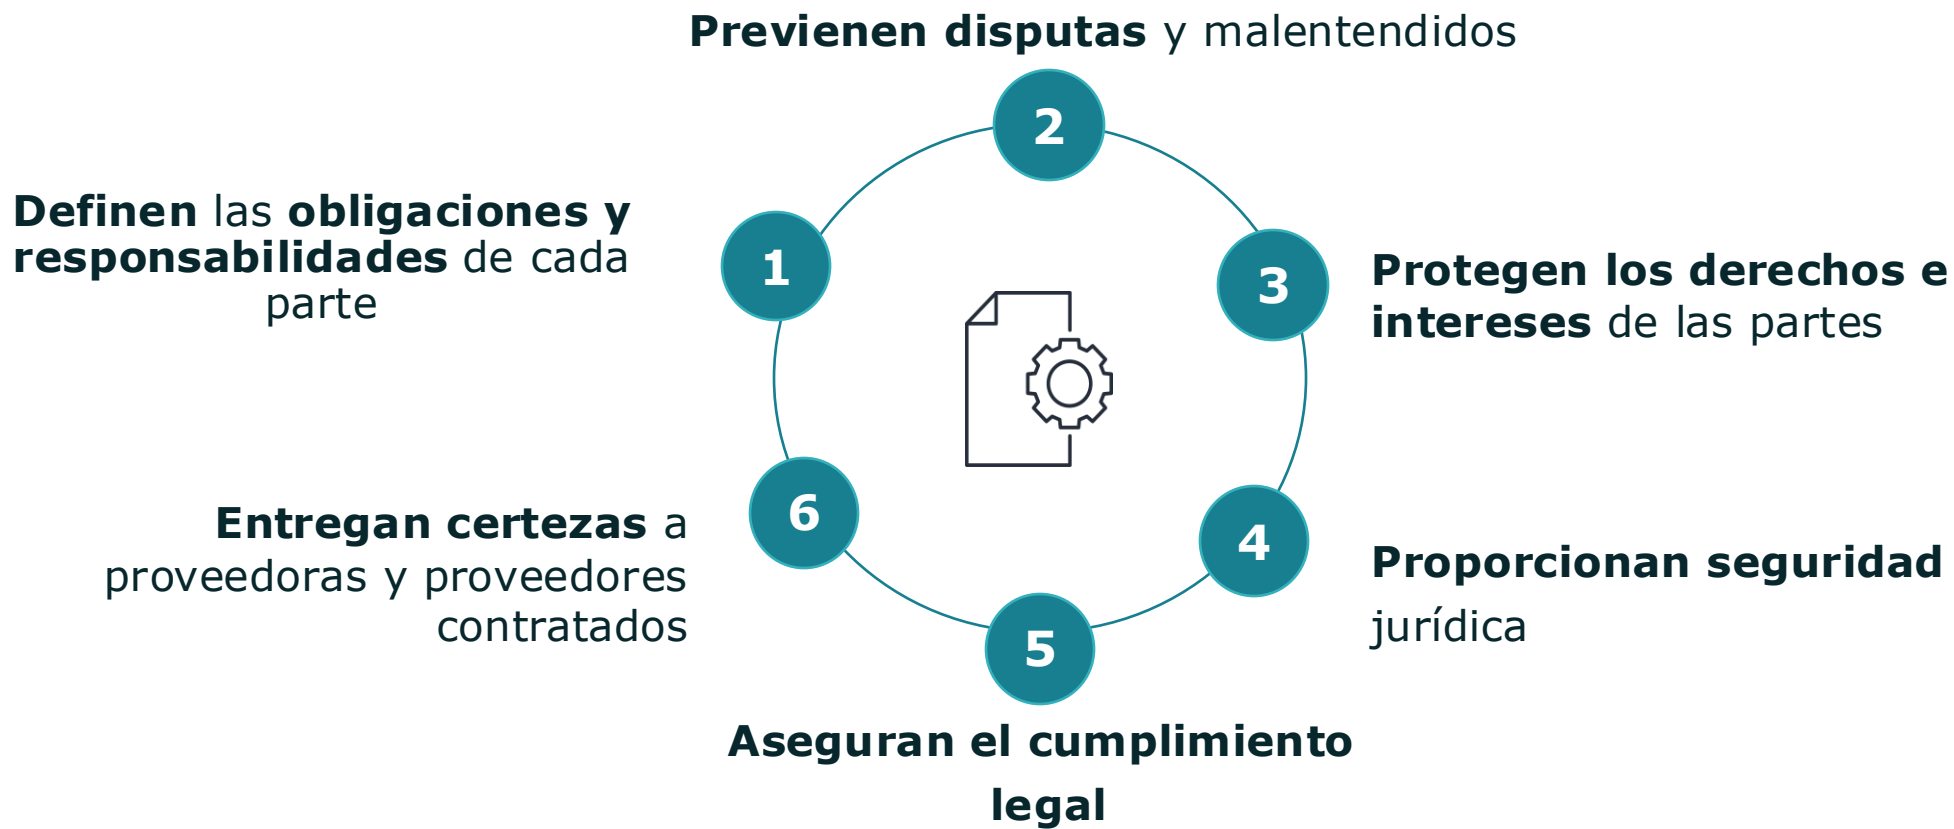 Previenen disputas y malentendidos
2
Definen las obligaciones y
responsabilidades de cada
parte
1
3
Protegen los derechos e
intereses de las partes
6
Entregan certezas a
proveedoras y proveedores
contratados
4
Proporcionan seguridad
jurídica
5
Aseguran el cumplimiento
legal